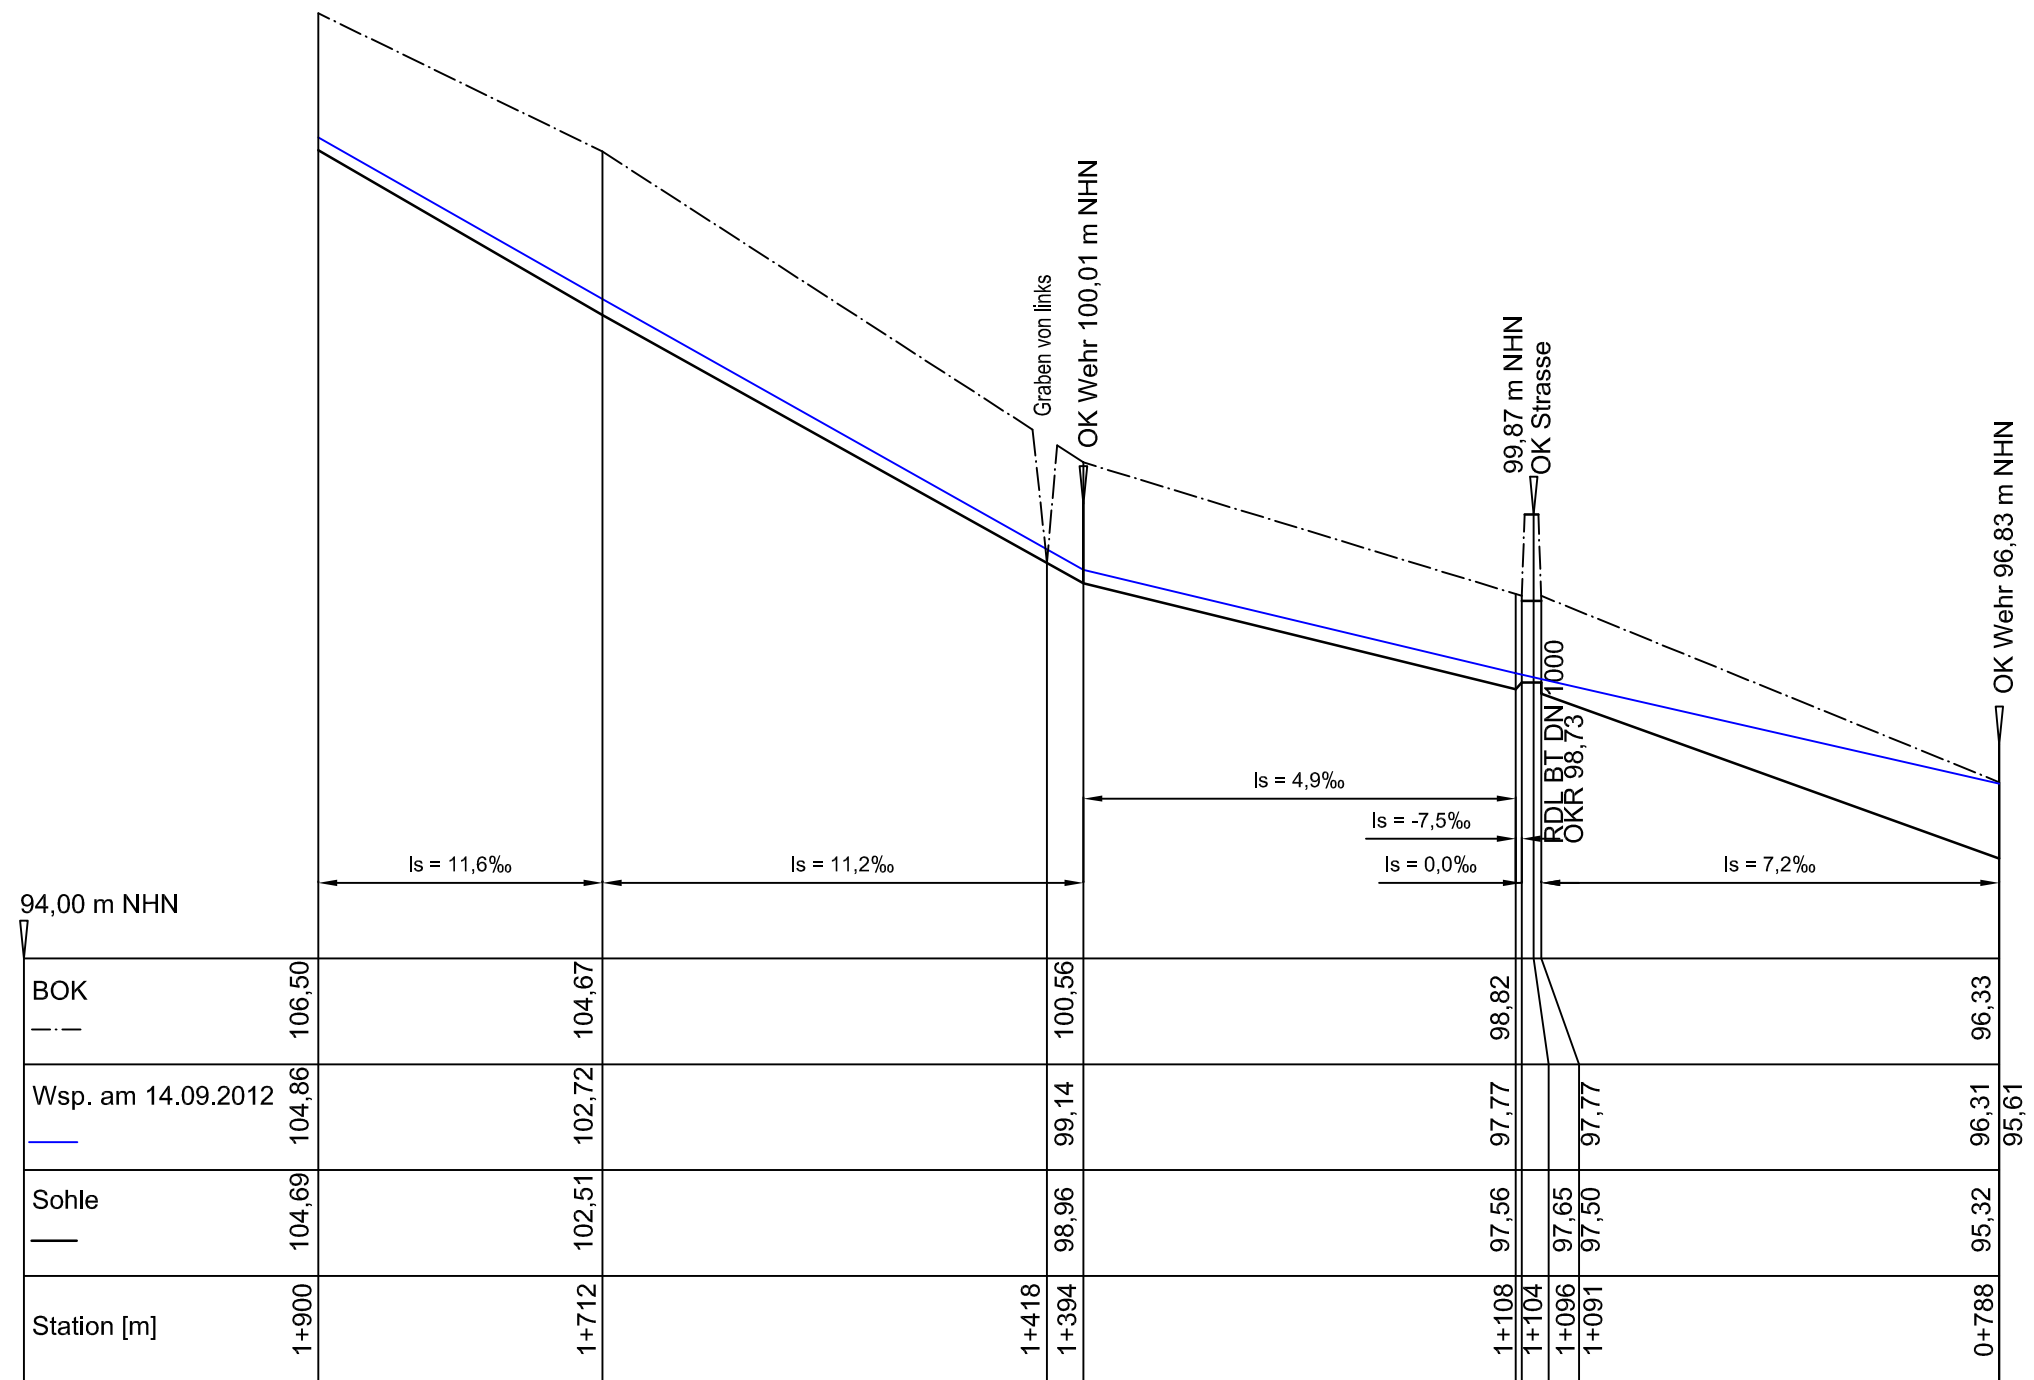 Graben von links
OK Wehr 100,01 m NHN
99,87 m NHN
OK Strasse
OK Wehr 96,83 m NHN
RDL BT DN 1000
OKR 98,73
Is = 4,9‰
Is = -7,5‰
Is = 11,6‰
Is = 11,2‰
Is = 0,0‰
Is = 7,2‰
94,00 m NHN
BOK
106,50
104,67
100,56
98,82
96,33
Wsp. am 14.09.2012
104,86
102,72
99,14
97,77
97,77
96,31
95,61
Sohle
104,69
102,51
98,96
97,56
97,65
97,50
95,32
Station [m]
1+900
1+712
1+418
1+394
1+108
1+104
1+096
1+091
0+788